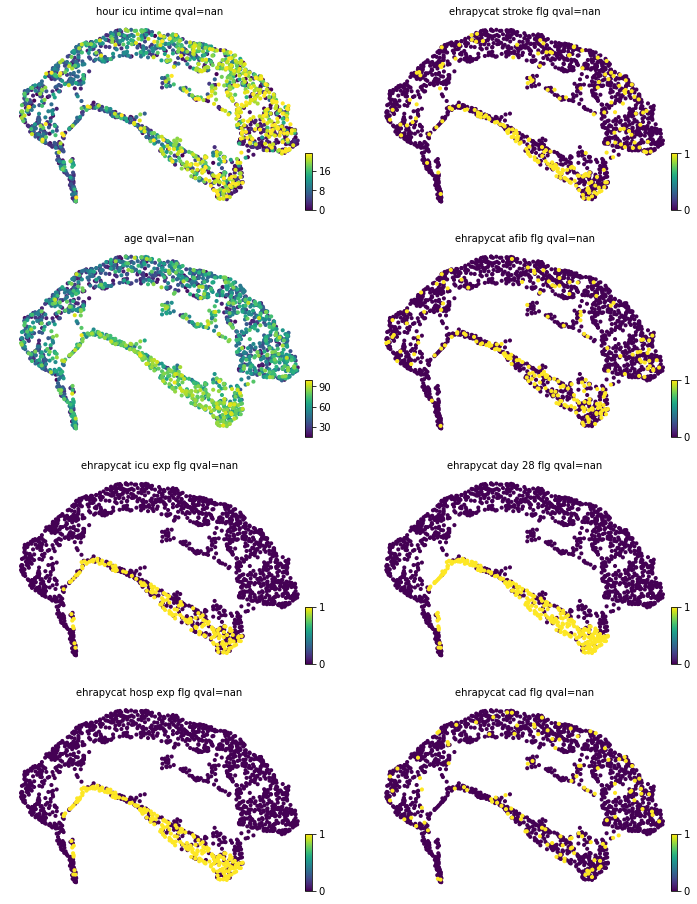 hour icu intime qval=nan
ehrapycat stroke flg qval=nan
16
8
0
1
0
age qval=nan
ehrapycat afib flg qval=nan
90
60
30
1
0
ehrapycat icu exp flg qval=nan
ehrapycat day 28 flg qval=nan
1
0
1
0
ehrapycat hosp exp flg qval=nan
ehrapycat cad flg qval=nan
1
0
1
0